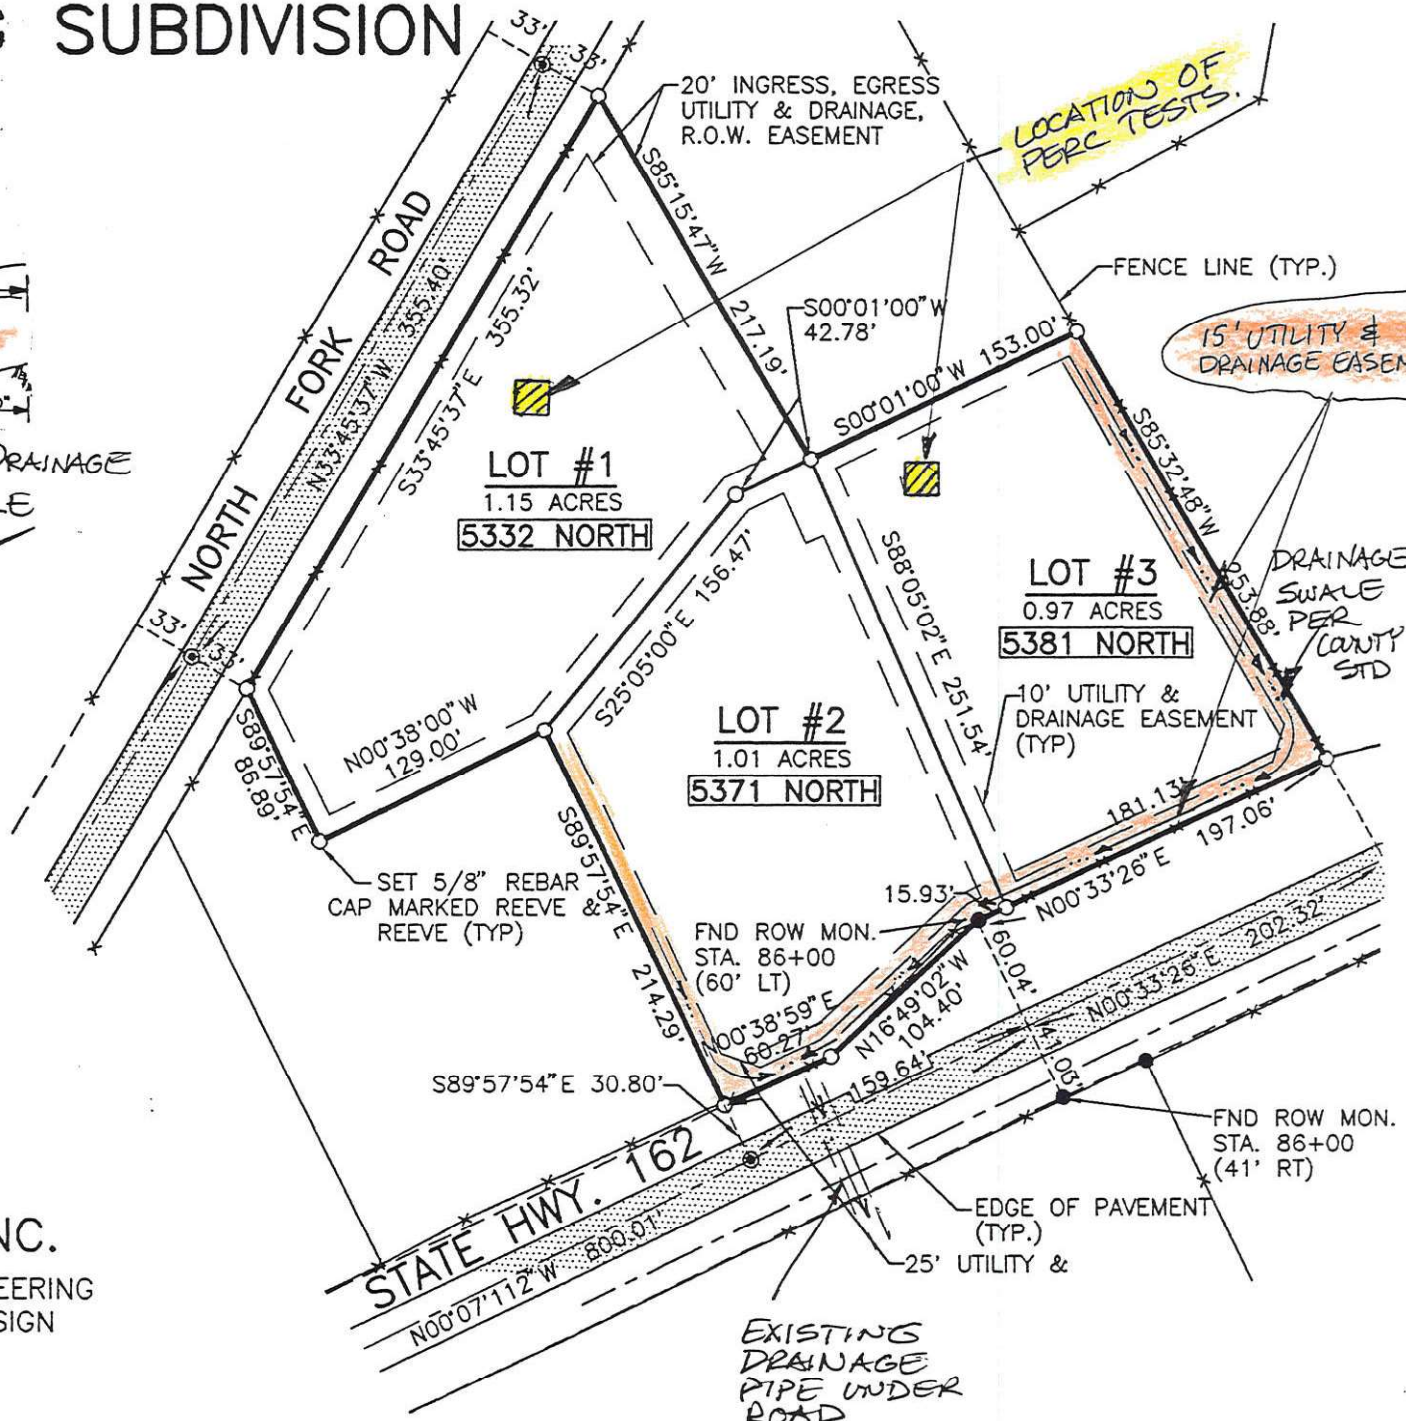 SUBDIVISION
33'
33'
20' INGRESS, EGRESS
UTILITY & DRAINAGE,
R.O.W. EASEMENT
LOCATION OF
PERC TESTS.
S85°15'47"W
217.19'
NORTH FORK ROAD
N33°45'37"W 355.40'
S33°45'37"E 355.32'
S00°01'00"W
42.78'
S00°01'00"W 153.00'
FENCE LINE (TYP.)
15' UTILITY &
DRAINAGE EASEM
DRAINAGE
LE
LOT #1
1.15 ACRES
5332 NORTH
S85°32'48"W
253.88'
DRAINAGE
SWALE
PER
COUNTY
STD
LOT #3
0.97 ACRES
5381 NORTH
S88°05'02"E 251.54'
S25°05'00"E 156.47'
33'
33'
N00°38'00"W
129.00'
S89°57'54"E
86.89'
LOT #2
1.01 ACRES
5371 NORTH
10' UTILITY &
DRAINAGE EASEMENT
(TYP)
181.13'
197.06'
N00°33'26"E
SET 5/8" REBAR
CAP MARKED REEVE &
REEVE (TYP)
S89°57'54"E
214.29'
15.93'
FND ROW MON.
STA. 86+00
(60' LT)
60.04'
N00°38'59"E
60.27'
N16°49'02"W
104.40'
159.64'
N00°33'26"E 202.32'
41.03'
S89°57'54"E 30.80'
FND ROW MON.
STA. 86+00
(41' RT)
STATE HWY. 162
N00°07'112"W 800.01'
EDGE OF PAVEMENT
(TYP.)
25' UTILITY &
NC.
EERING
SIGN
EXISTING
DRAINAGE
PIPE UNDER
ROAD